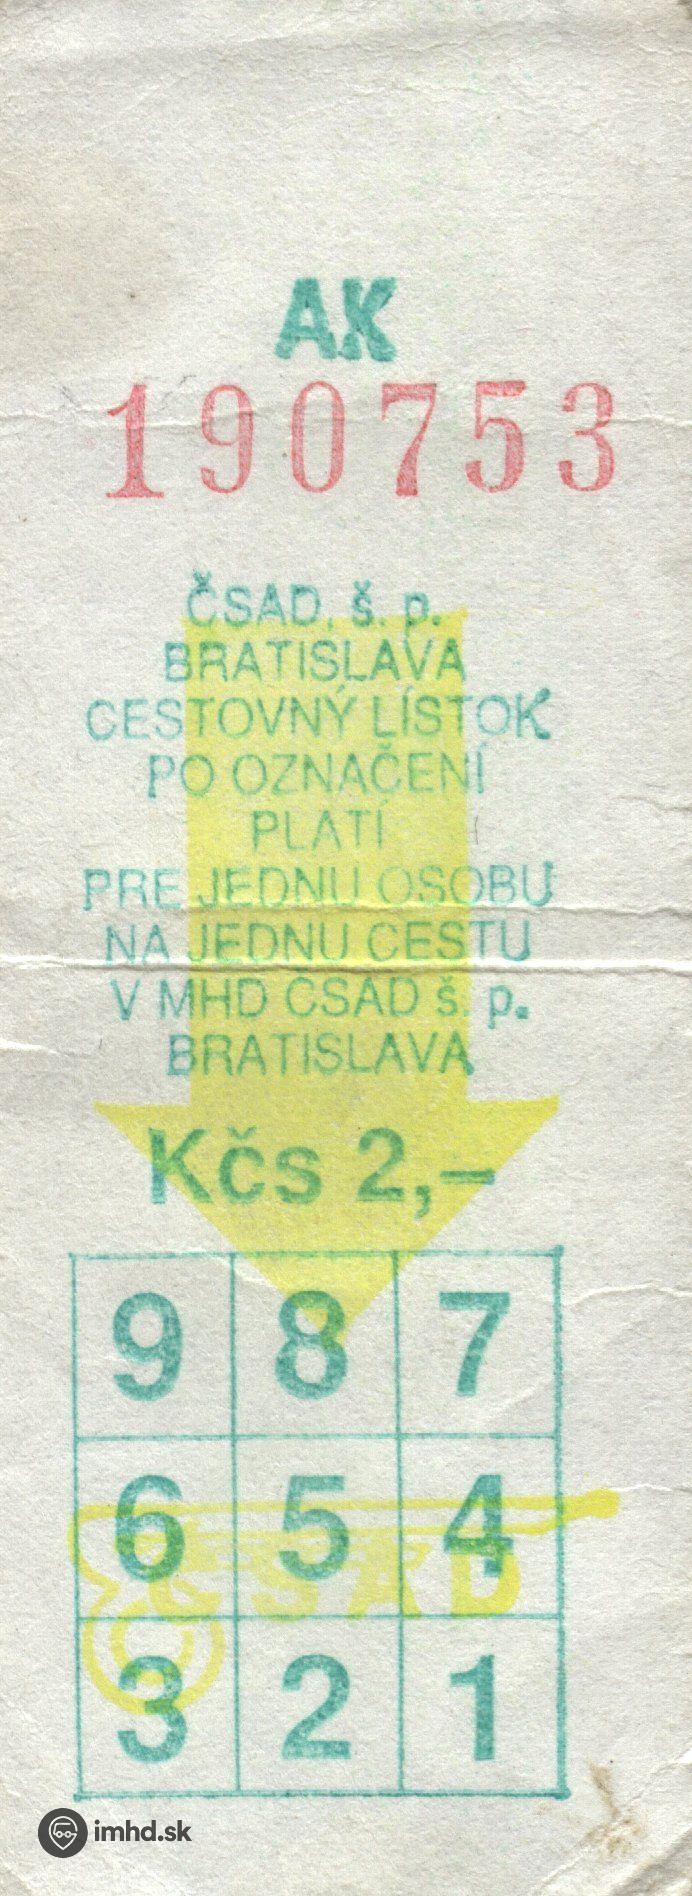 AK
190753
ČSAD, š. p.
BRATISLAVA
CESTOVNÝ LÍSTOK
PO OZNAČENÍ
PLATÍ
PRE JEDNU OSOBU
NA JEDNU CESTU
V MHD ČSAD š. p.
BRATISLAVA
Kčs 2,–
9 8 7
6 5 4
ČSAD
3 2 1
imhd.sk